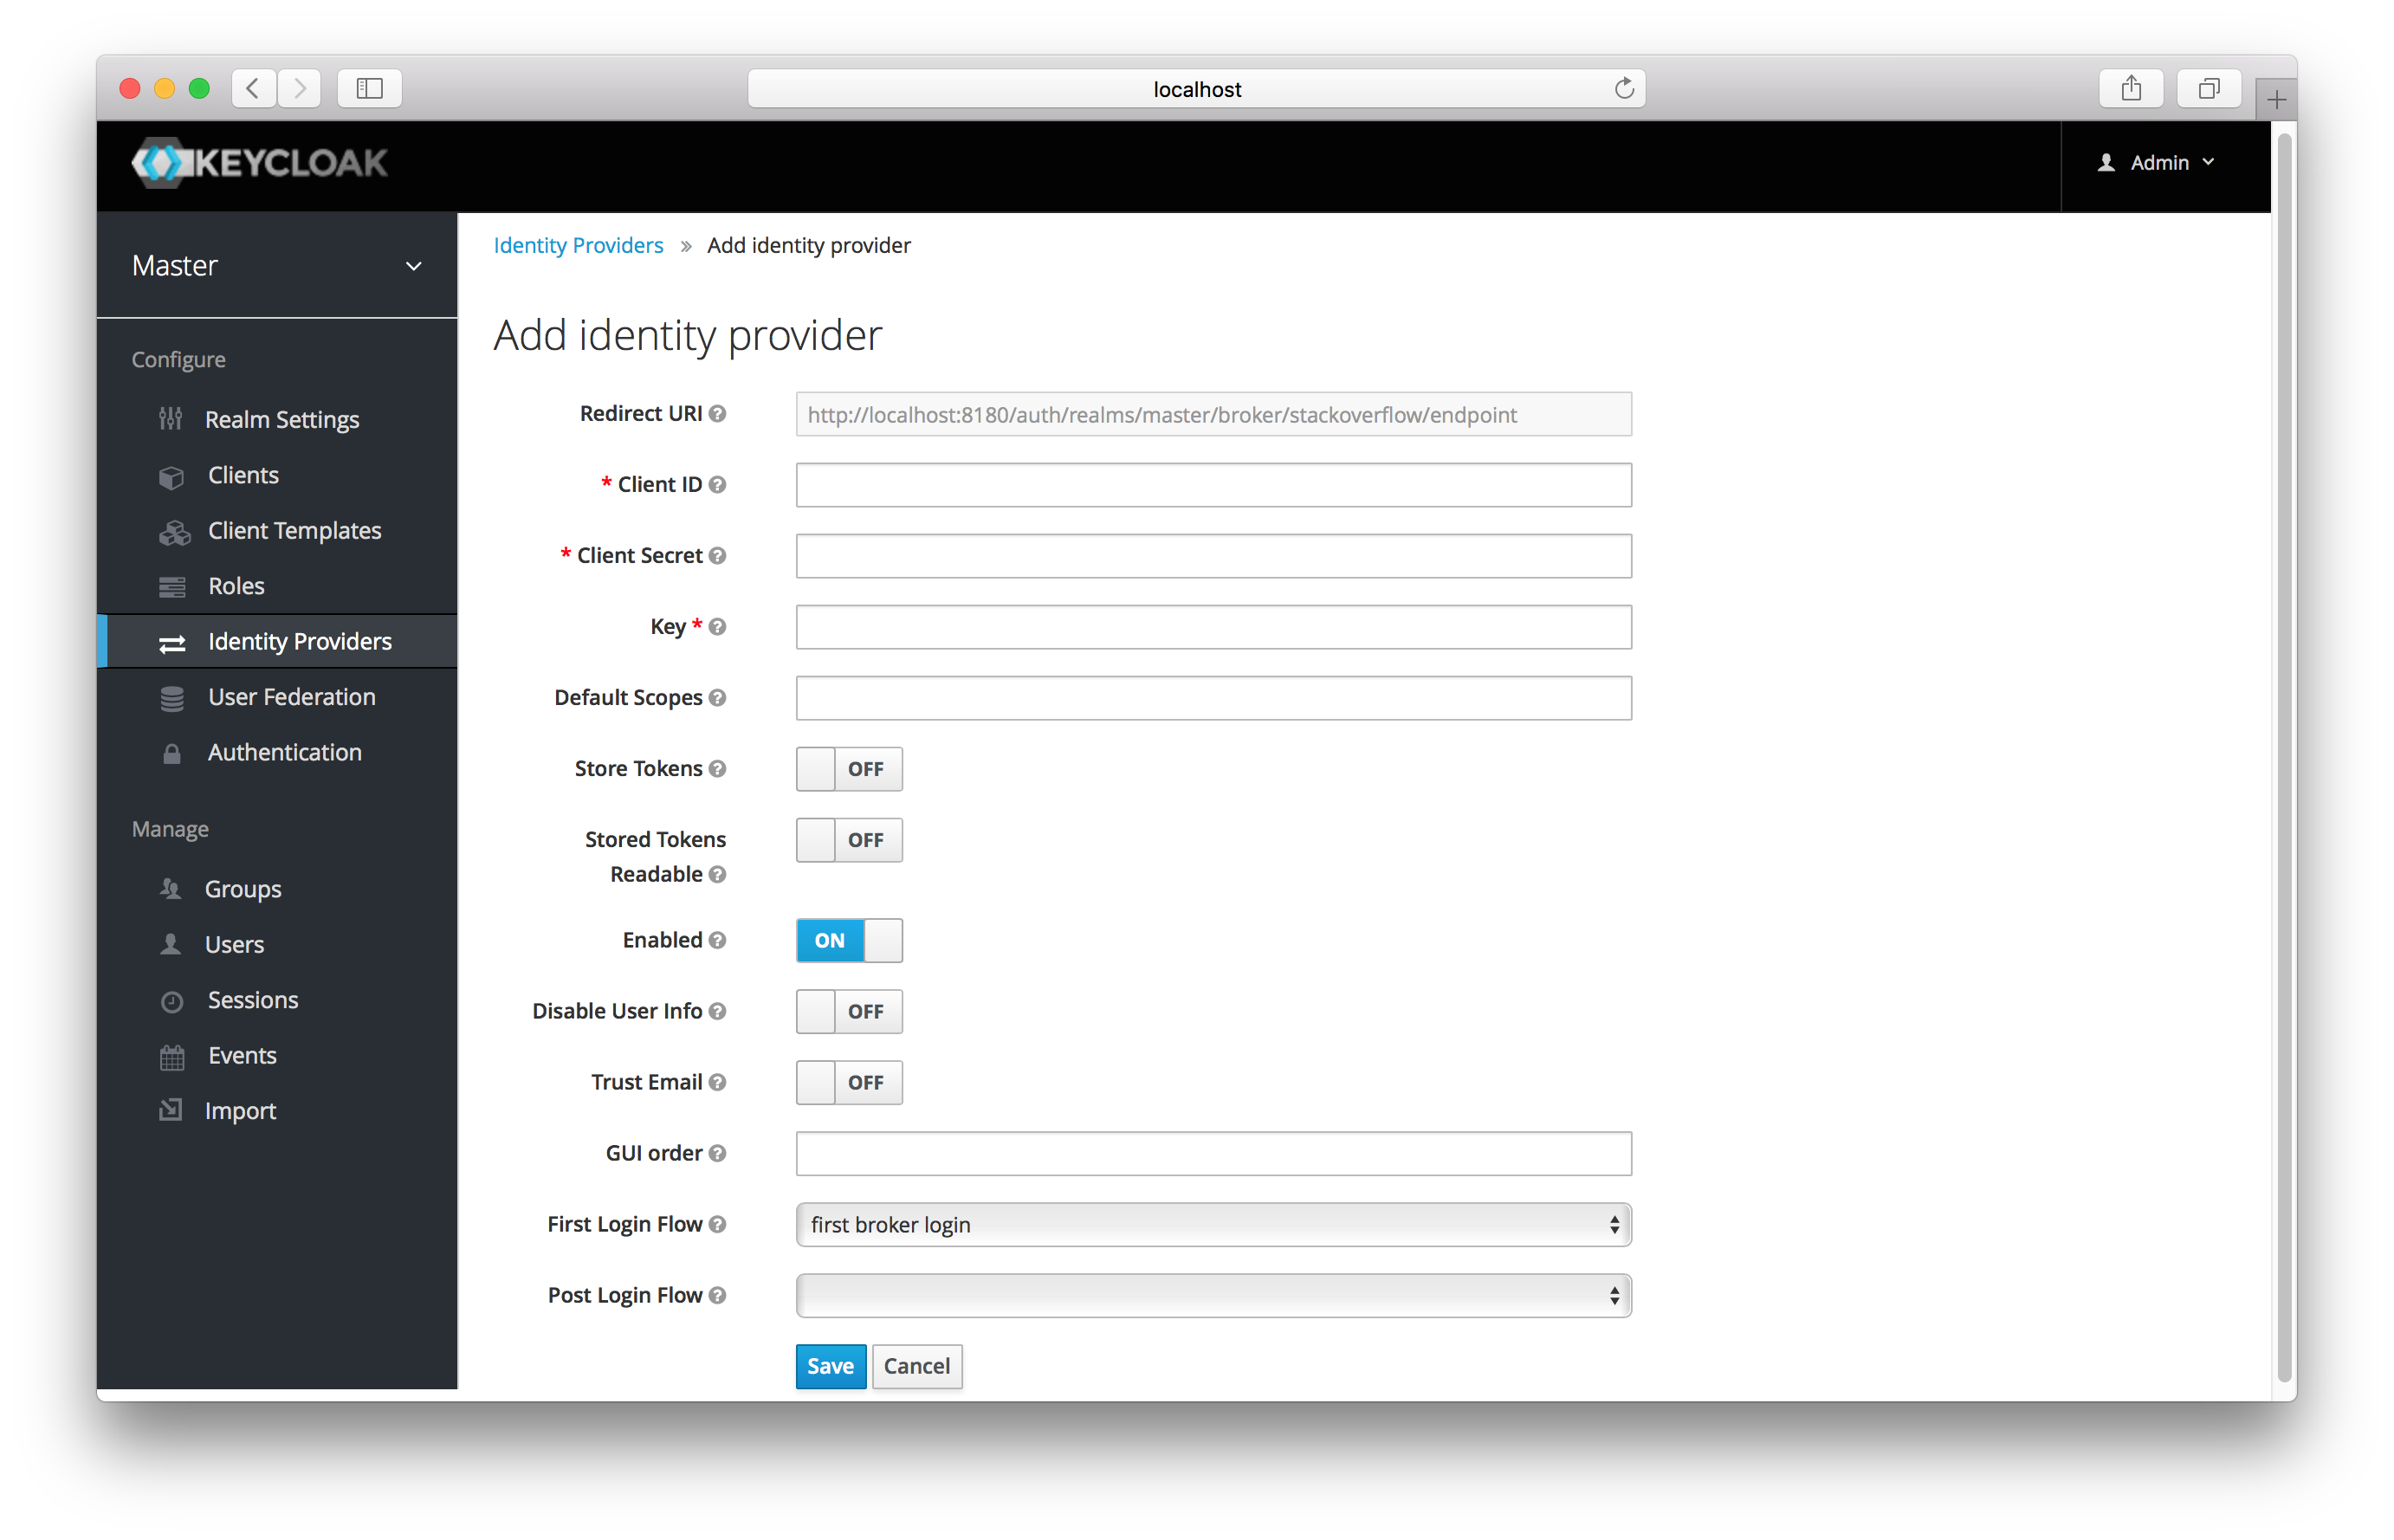 localhost
KEYCLOAK
Admin
Master
Configure
Realm Settings
Clients
Client Templates
Roles
Identity Providers
User Federation
Authentication
Manage
Groups
Users
Sessions
Events
Import
Identity Providers » Add identity provider
Add identity provider
Redirect URI http://localhost:8180/auth/realms/master/broker/stackoverflow/endpoint
* Client ID
* Client Secret
Key *
Default Scopes
Store Tokens OFF
Stored Tokens OFF
Readable
Enabled ON
Disable User Info OFF
Trust Email OFF
GUI order
First Login Flow first broker login
Post Login Flow
Save Cancel